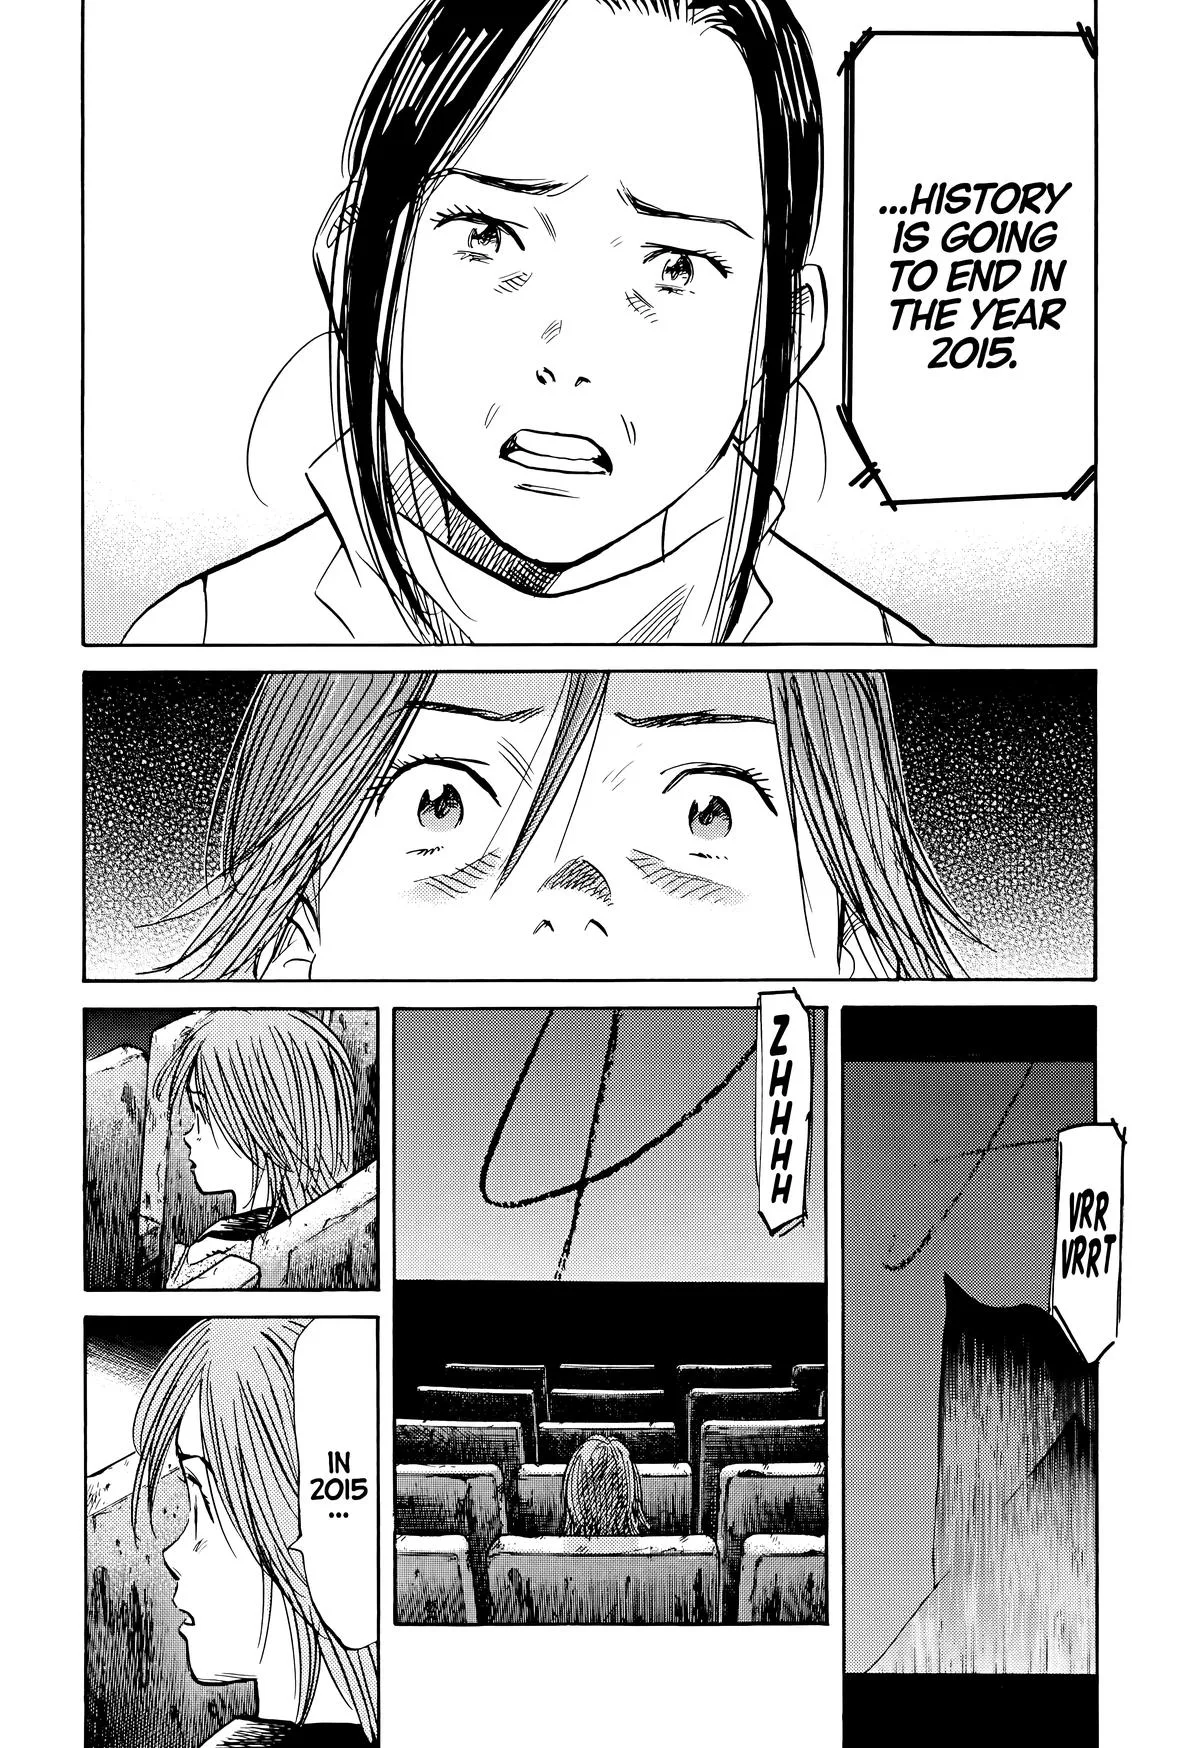 ...HISTORY
IS GOING
TO END IN
THE YEAR
2015.
VRR
VRRT
ZHHHH
IN
2015
...